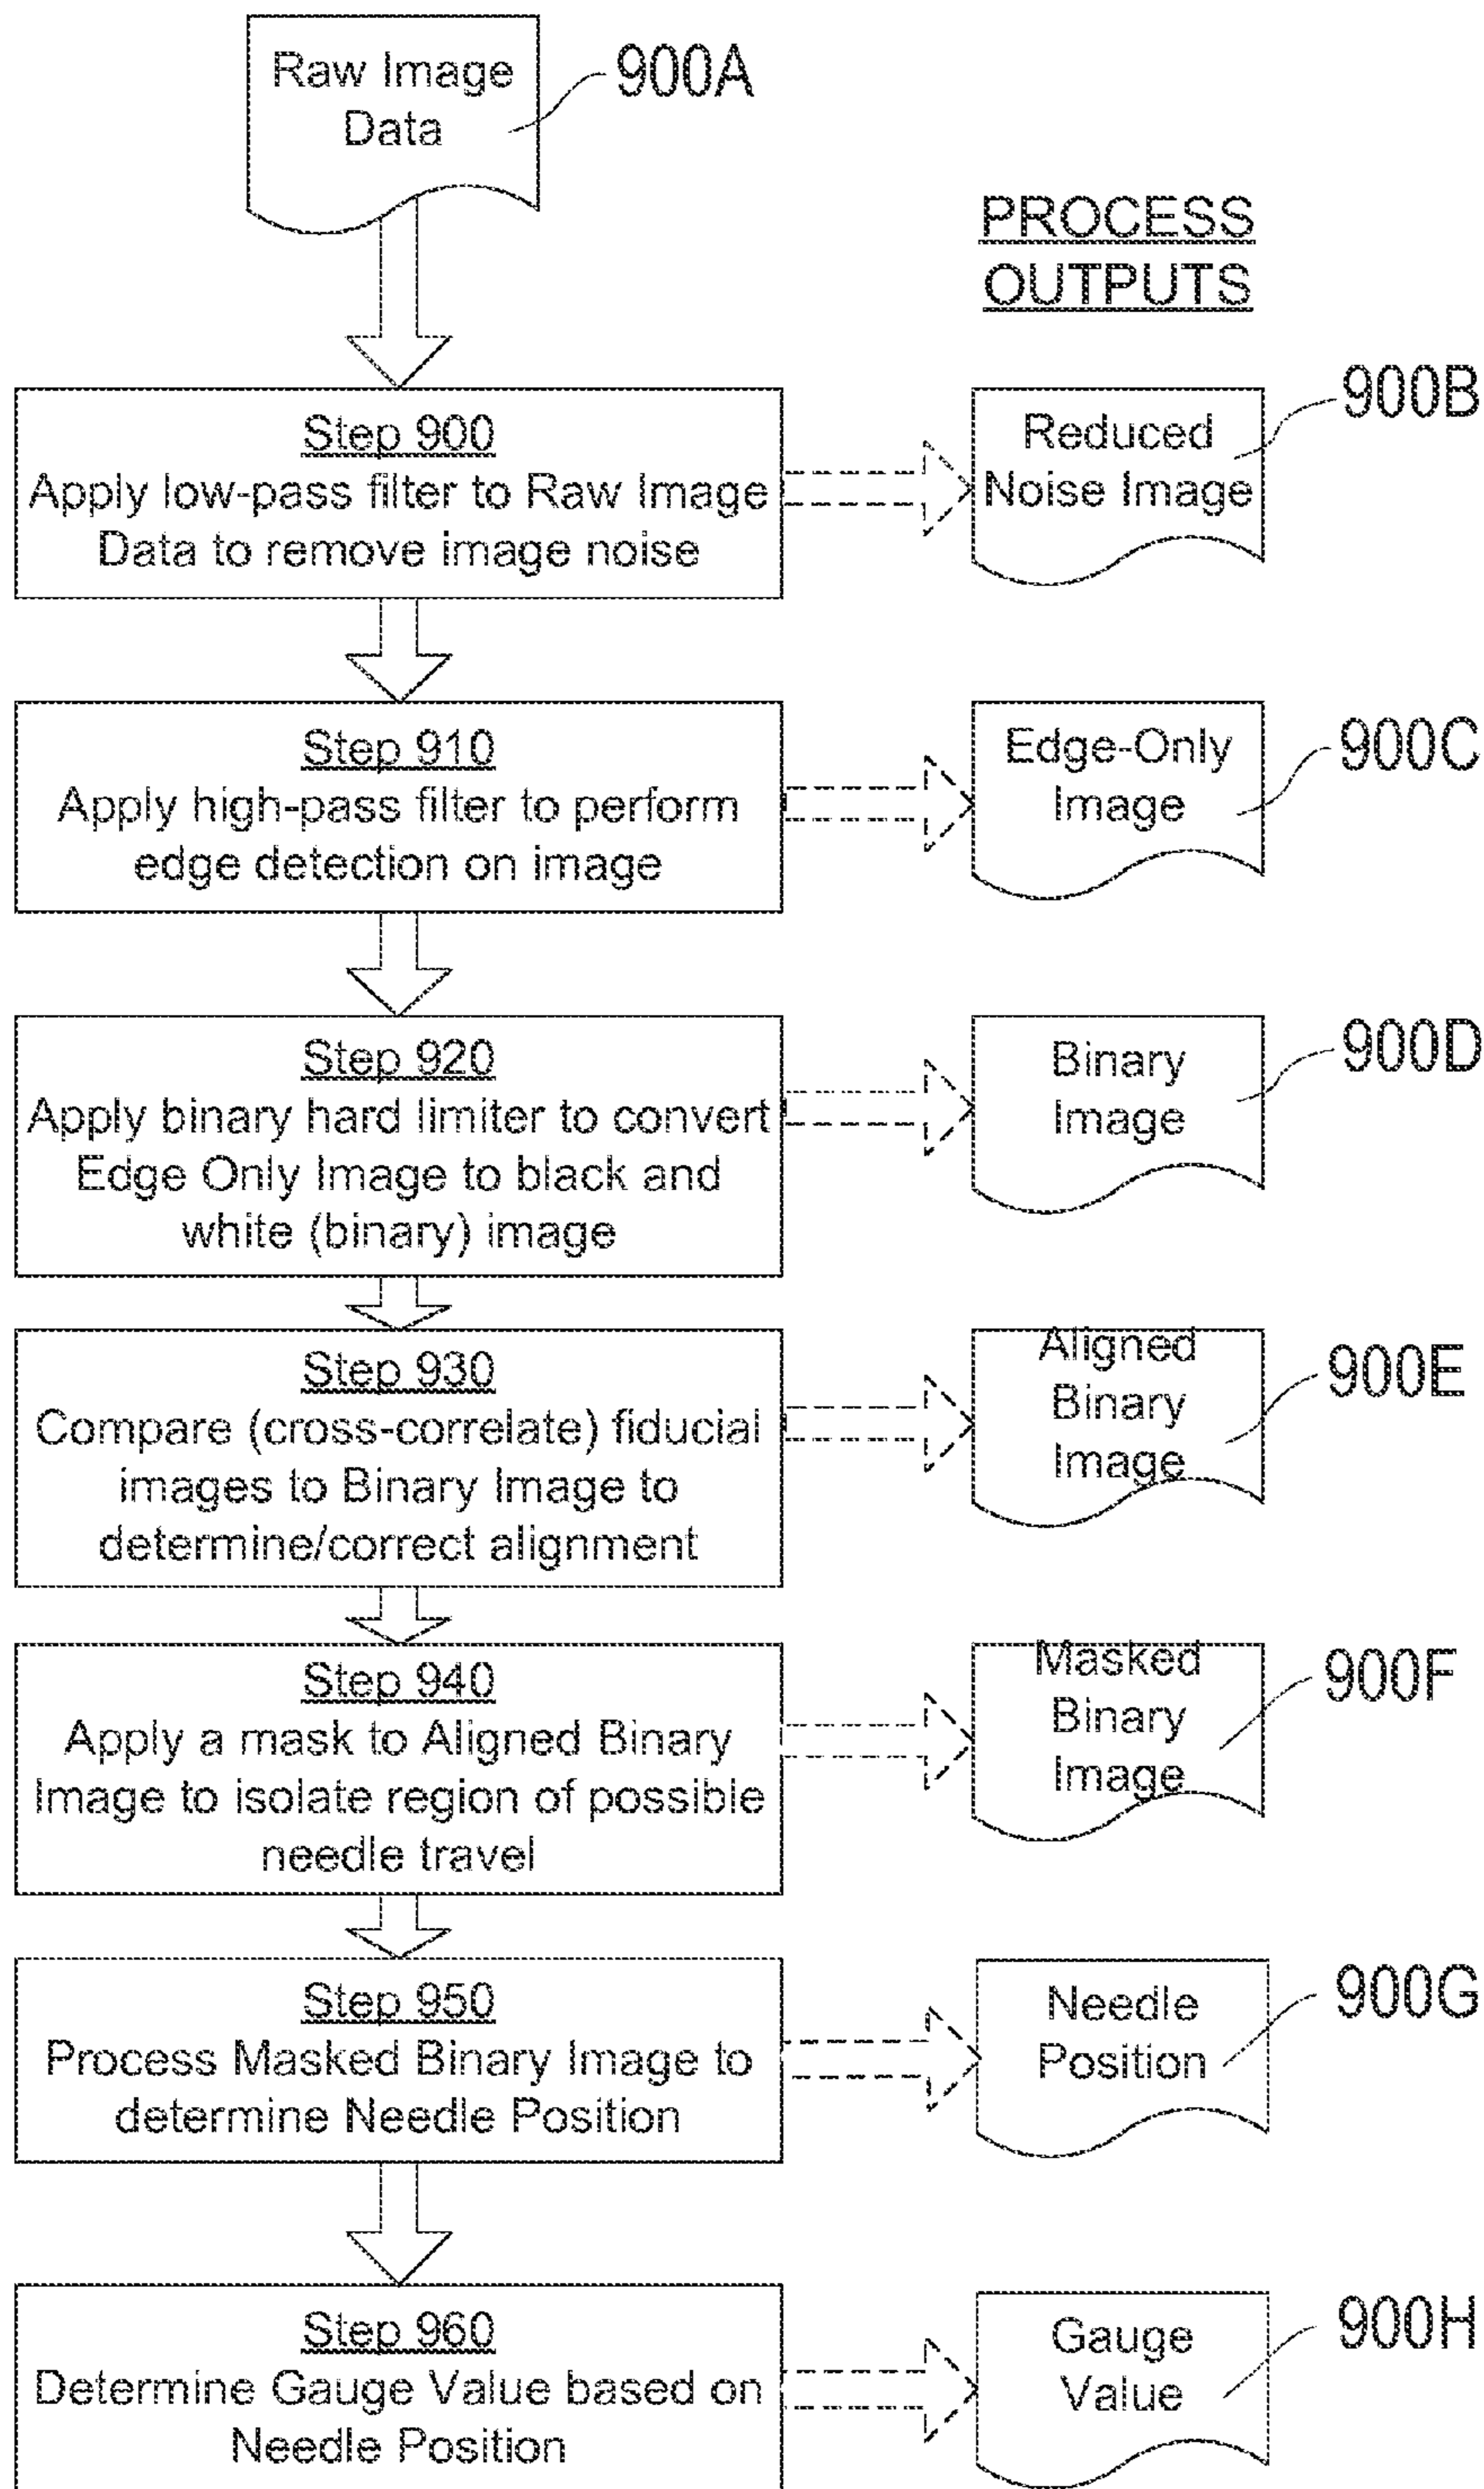 Raw Image
Data
900A
PROCESS
OUTPUTS
Step 900
Apply low-pass filter to Raw Image
Data to remove image noise
Reduced
Noise Image
900B
Step 910
Apply high-pass filter to perform
edge detection on image
Edge-Only
Image
900C
Step 920
Apply binary hard limiter to convert
Edge Only Image to black and
white (binary) image
Binary
Image
900D
Step 930
Compare (cross-correlate) fiducial
images to Binary Image to
determine/correct alignment
Aligned
Binary
Image
900E
Step 940
Apply a mask to Aligned Binary
Image to isolate region of possible
needle travel
Masked
Binary
Image
900F
Step 950
Process Masked Binary Image to
determine Needle Position
Needle
Position
900G
Step 960
Determine Gauge Value based on
Needle Position
Gauge
Value
900H